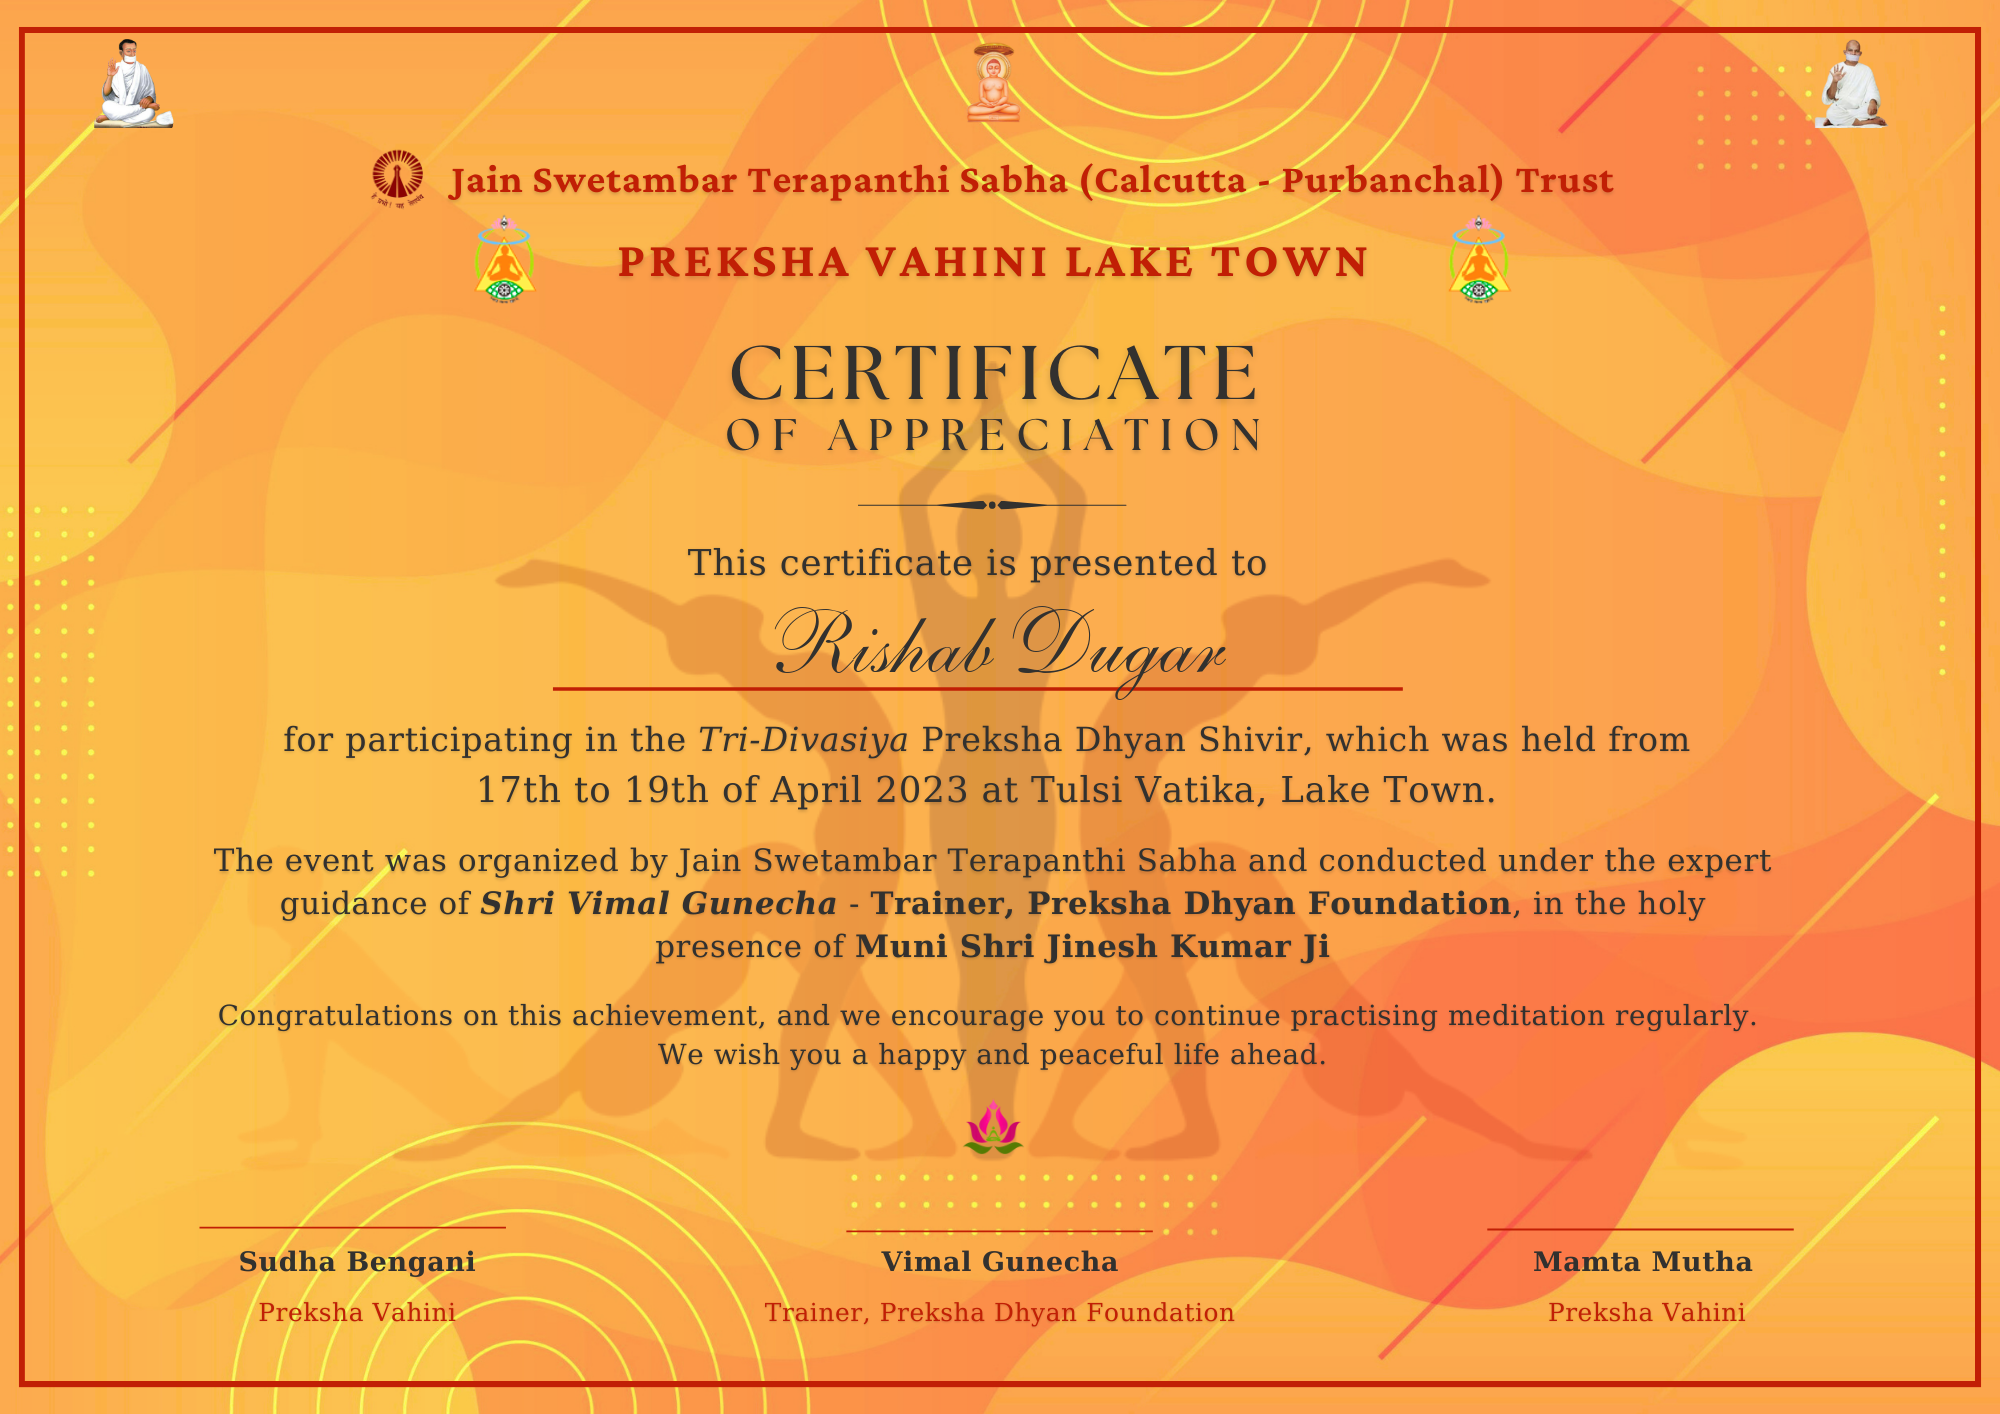 Jain Swetambar Terapanthi Sabha (Calcutta - Purbanchal) Trust
PREKSHA VAHINI LAKE TOWN
CERTIFICATE
OF APPRECIATION
This certificate is presented to
Rishab Dugar
for participating in the Tri-Divasiya Preksha Dhyan Shivir, which was held from
17th to 19th of April 2023 at Tulsi Vatika, Lake Town.
The event was organized by Jain Swetambar Terapanthi Sabha and conducted under the expert
guidance of Shri Vimal Gunecha - Trainer, Preksha Dhyan Foundation, in the holy
presence of Muni Shri Jinesh Kumar Ji
Congratulations on this achievement, and we encourage you to continue practising meditation regularly.
We wish you a happy and peaceful life ahead.
Sudha Bengani
Preksha Vahini
Vimal Gunecha
Trainer, Preksha Dhyan Foundation
Mamta Mutha
Preksha Vahini